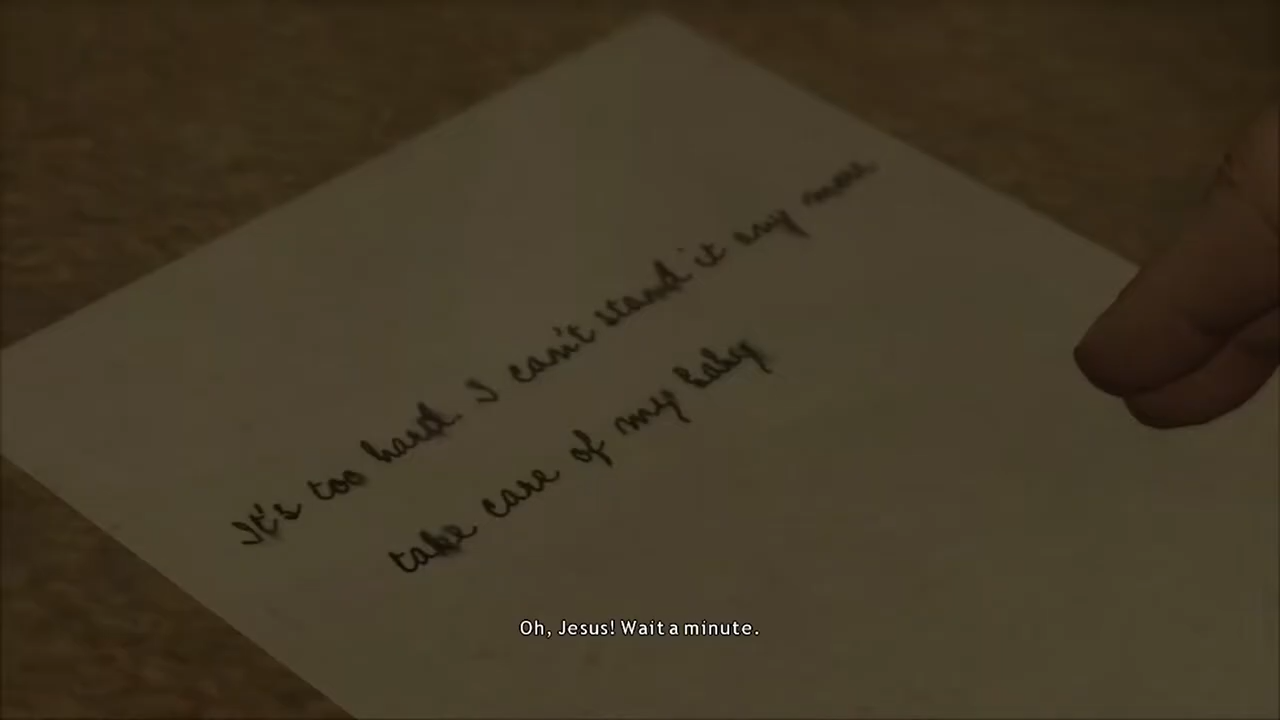 It's too hard. I can't stand it any more.
take care of my baby
Oh, Jesus! Wait a minute.